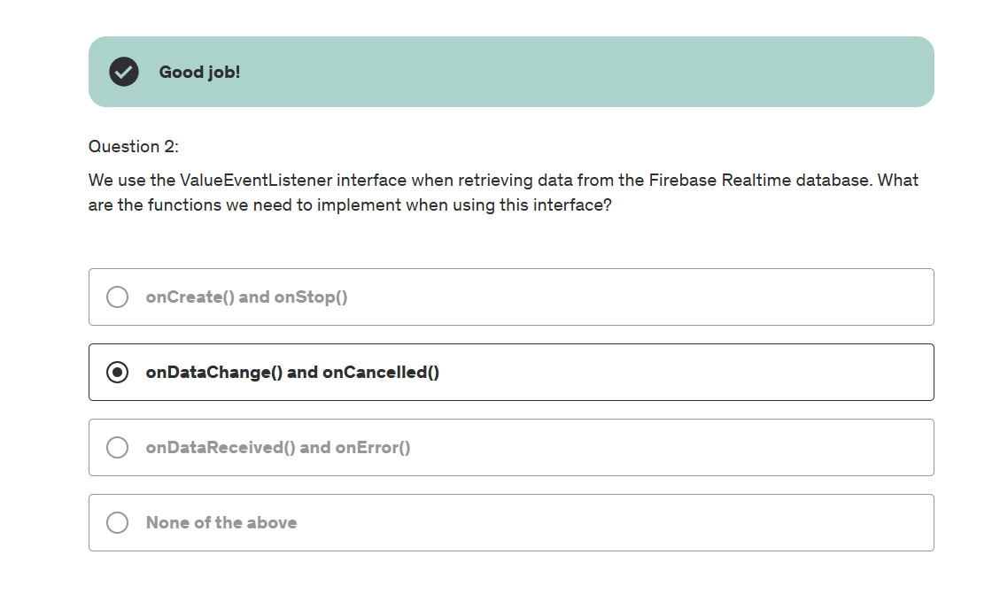 Good job!
Question 2:
We use the ValueEventListener interface when retrieving data from the Firebase Realtime database. What
are the functions we need to implement when using this interface?
onCreate() and onStop()
onDataChange() and onCancelled()
onDataReceived() and onError()
None of the above